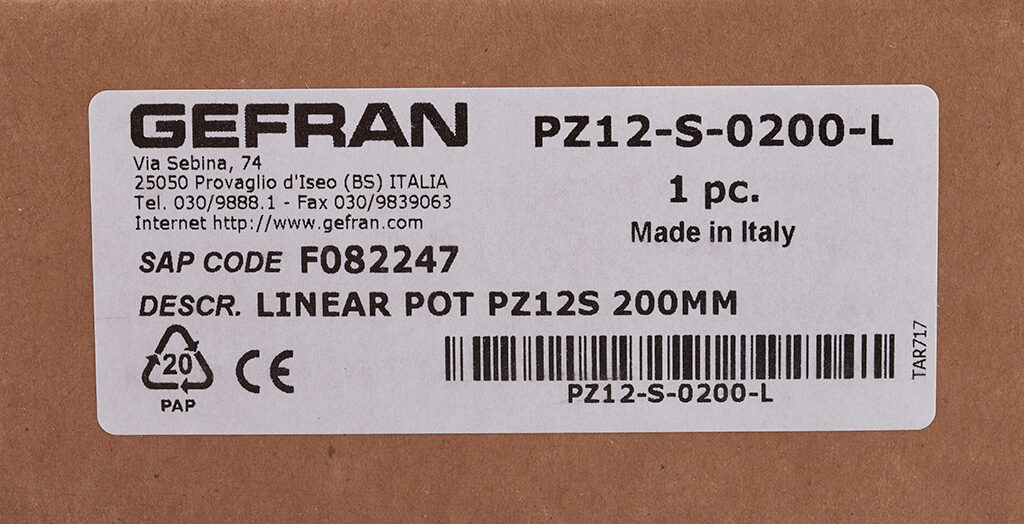 GEFRAN
Via Sebina, 74
25050 Provaglio d'Iseo (BS) ITALIA
Tel. 030/9888.1 - Fax 030/9839063
Internet http://www.gefran.com
PZ12-S-0200-L
1 pc.
Made in Italy
SAP CODE F082247
DESCR. LINEAR POT PZ12S 200MM
20
PAP
CE
PZ12-S-0200-L
TAR717